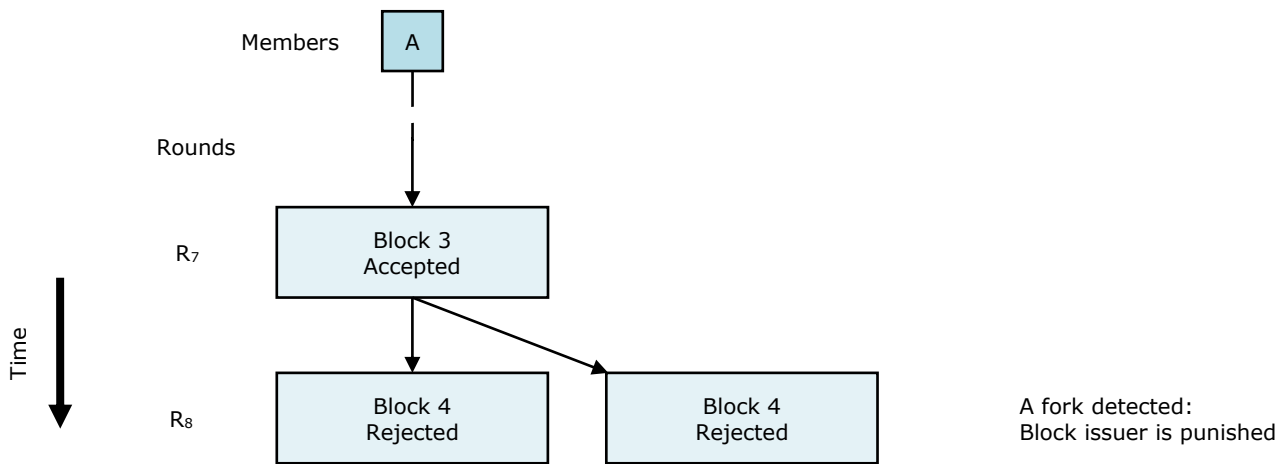 Members
A
Rounds
R₇
Block 3
Accepted
Time
R₈
Block 4
Rejected
Block 4
Rejected
A fork detected:
Block issuer is punished